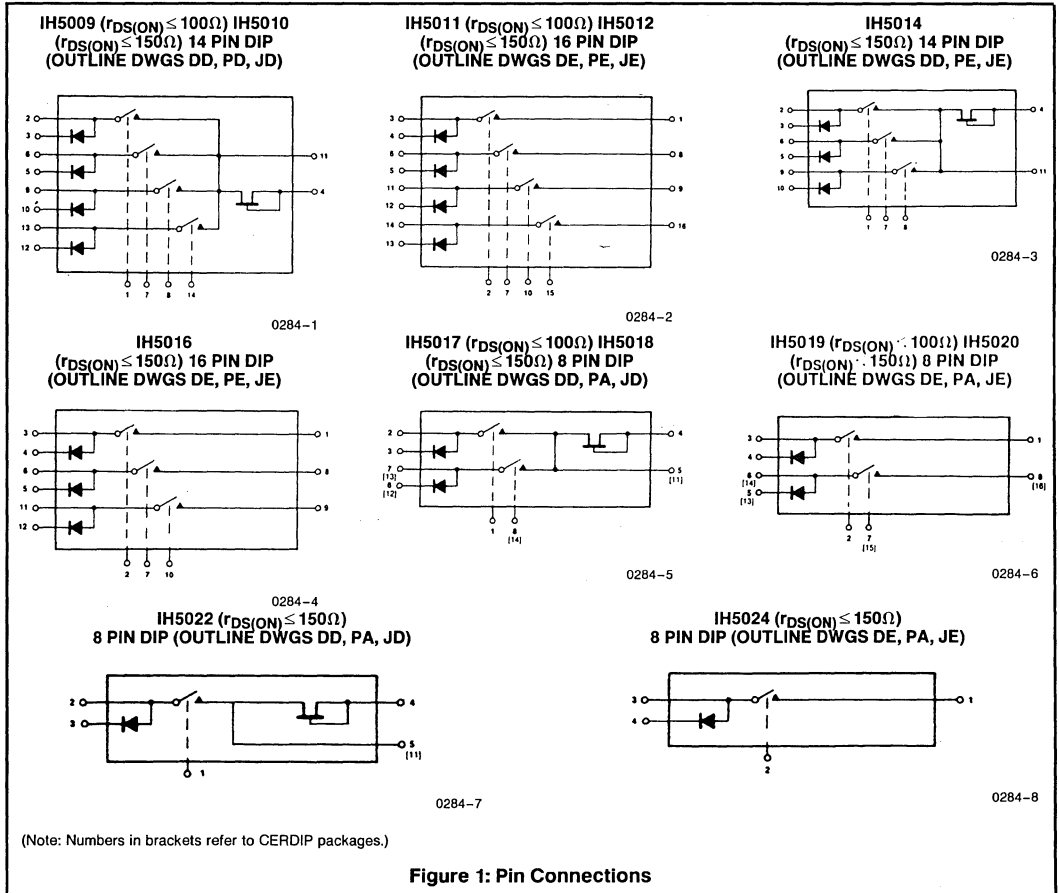 IH5009 (rDS(ON) ≤ 100Ω) IH5010
(rDS(ON) ≤ 150Ω) 14 PIN DIP
(OUTLINE DWGS DD, PD, JD)
2
3
6
5
9
10
13
12
11
4
1 7 8 14
0284-1
IH5011 (rDS(ON) ≤ 100Ω) IH5012
(rDS(ON) ≤ 150Ω) 16 PIN DIP
(OUTLINE DWGS DE, PE, JE)
3
4
6
5
11
12
14
13
1
8
9
16
2 7 10 15
0284-2
IH5014
(rDS(ON) ≤ 150Ω) 14 PIN DIP
(OUTLINE DWGS DD, PE, JE)
2
3
6
5
9
10
4
11
1 7 8
0284-3
IH5016
(rDS(ON) ≤ 150Ω) 16 PIN DIP
(OUTLINE DWGS DE, PE, JE)
3
4
6
5
11
12
1
8
9
2 7 10
0284-4
IH5017 (rDS(ON) ≤ 100Ω) IH5018
(rDS(ON) ≤ 150Ω) 8 PIN DIP
(OUTLINE DWGS DD, PA, JD)
2
3
7
[13]
6
[12]
4
5
[11]
1 8
[14]
0284-5
IH5019 (rDS(ON) 100Ω) IH5020
(rDS(ON) 150Ω) 8 PIN DIP
(OUTLINE DWGS DE, PA, JE)
3
4
6
[14]
5
[13]
1
8
[16]
2 7
[15]
0284-6
IH5022 (rDS(ON) ≤ 150Ω)
8 PIN DIP (OUTLINE DWGS DD, PA, JD)
2
3
4
5
[11]
1
0284-7
IH5024 (rDS(ON) ≤ 150Ω)
8 PIN DIP (OUTLINE DWGS DE, PA, JE)
3
4
1
2
0284-8
(Note: Numbers in brackets refer to CERDIP packages.)
Figure 1: Pin Connections